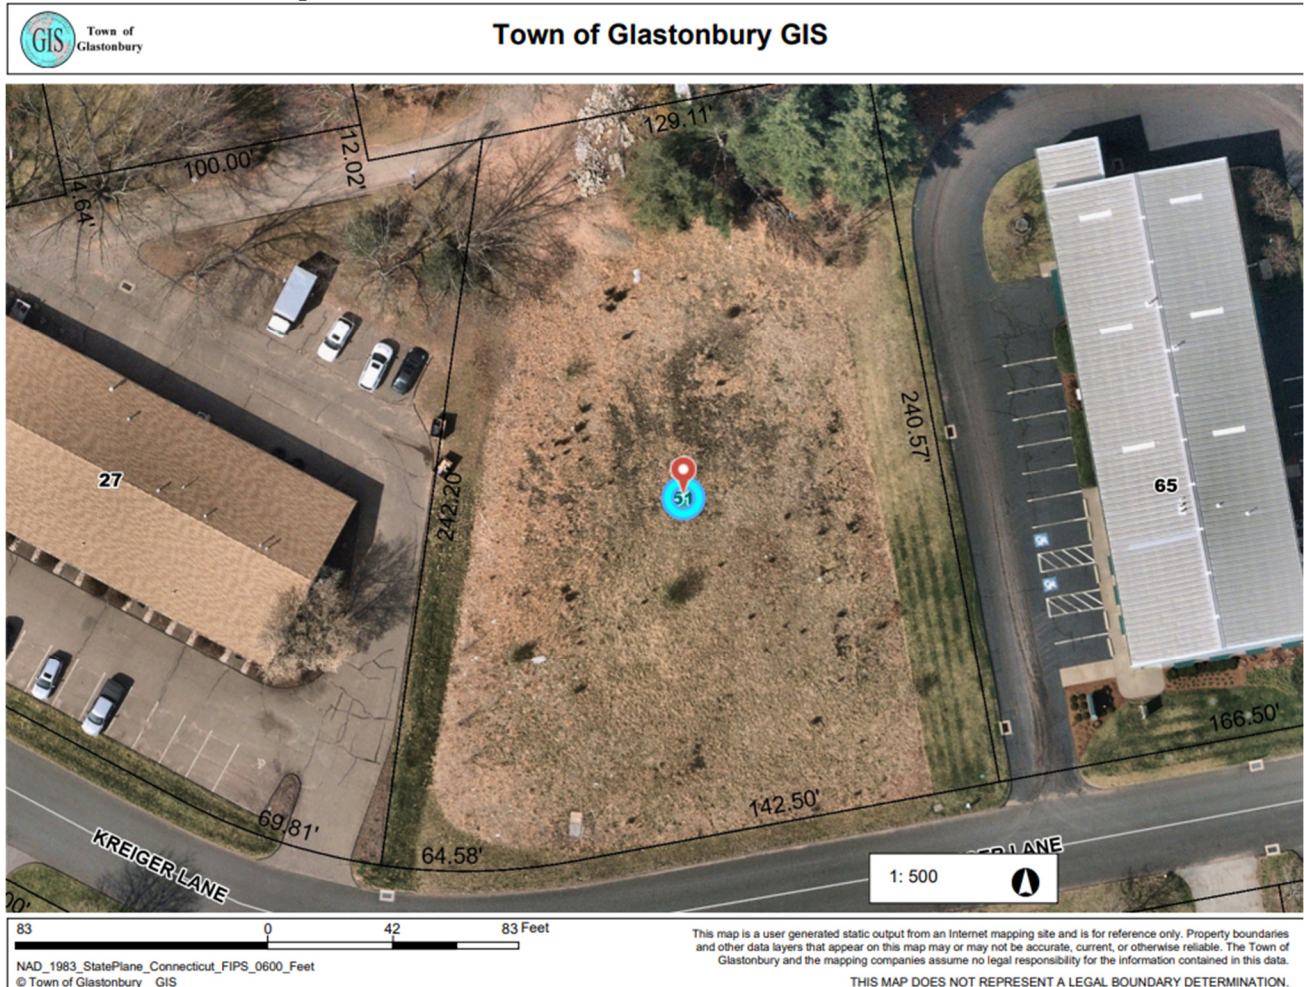 GIS
Town of
Glastonbury
Town of Glastonbury GIS
129.11'
100.00'
12.02'
4.64'
240.57'
27
51
65
242.20
166.50'
142.50'
69.81'
64.58'
KREIGER LANE
LANE
1: 500
83 0 42 83 Feet
NAD_1983_StatePlane_Connecticut_FIPS_0600_Feet
© Town of Glastonbury GIS
This map is a user generated static output from an Internet mapping site and is for reference only. Property boundaries
and other data layers that appear on this map may or may not be accurate, current, or otherwise reliable. The Town of
Glastonbury and the mapping companies assume no legal responsibility for the information contained in this data.
THIS MAP DOES NOT REPRESENT A LEGAL BOUNDARY DETERMINATION.